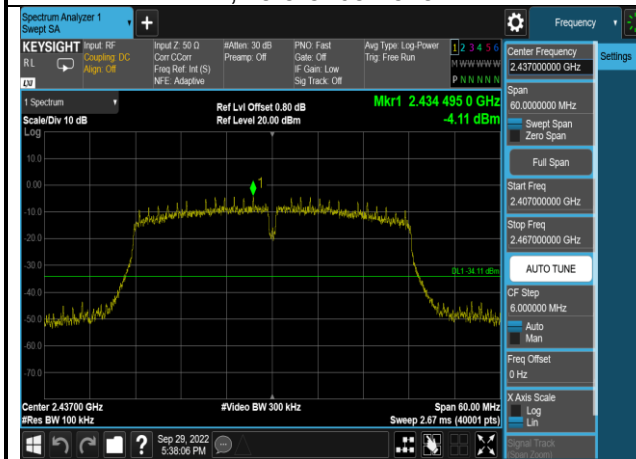 Spectrum Analyzer 1
Swept SA
+
Frequency
KEYSIGHT
RL
LXI
Input: RF
Coupling: DC
Align: Off
Input Z: 50 Ω
Corr CCorr
Freq Ref: Int (S)
NFE: Adaptive
#Atten: 30 dB
Preamp: Off
PNO: Fast
Gate: Off
IF Gain: Low
Sig Track: Off
Avg Type: Log-Power
Trig: Free Run
1 2 3 4 5 6
M W W W W W
P N N N N N
1 Spectrum
Scale/Div 10 dB
Log
Ref Lvl Offset 0.80 dB
Ref Level 20.00 dBm
Mkr1 2.434 495 0 GHz
-4.11 dBm
10.0
0.00
-10.0
-20.0
-30.0
-40.0
-50.0
-60.0
-70.0
1
DL1 -34.11 dBm
Center 2.43700 GHz
#Res BW 100 kHz
#Video BW 300 kHz
Span 60.00 MHz
Sweep 2.67 ms (40001 pts)
Sep 29, 2022
5:38:06 PM
?
Center Frequency
2.437000000 GHz
Settings
Span
60.0000000 MHz
Swept Span
Zero Span
Full Span
Start Freq
2.407000000 GHz
Stop Freq
2.467000000 GHz
AUTO TUNE
CF Step
6.000000 MHz
Auto
Man
Freq Offset
0 Hz
X Axis Scale
Log
Lin
Signal Track
(Span Zoom)